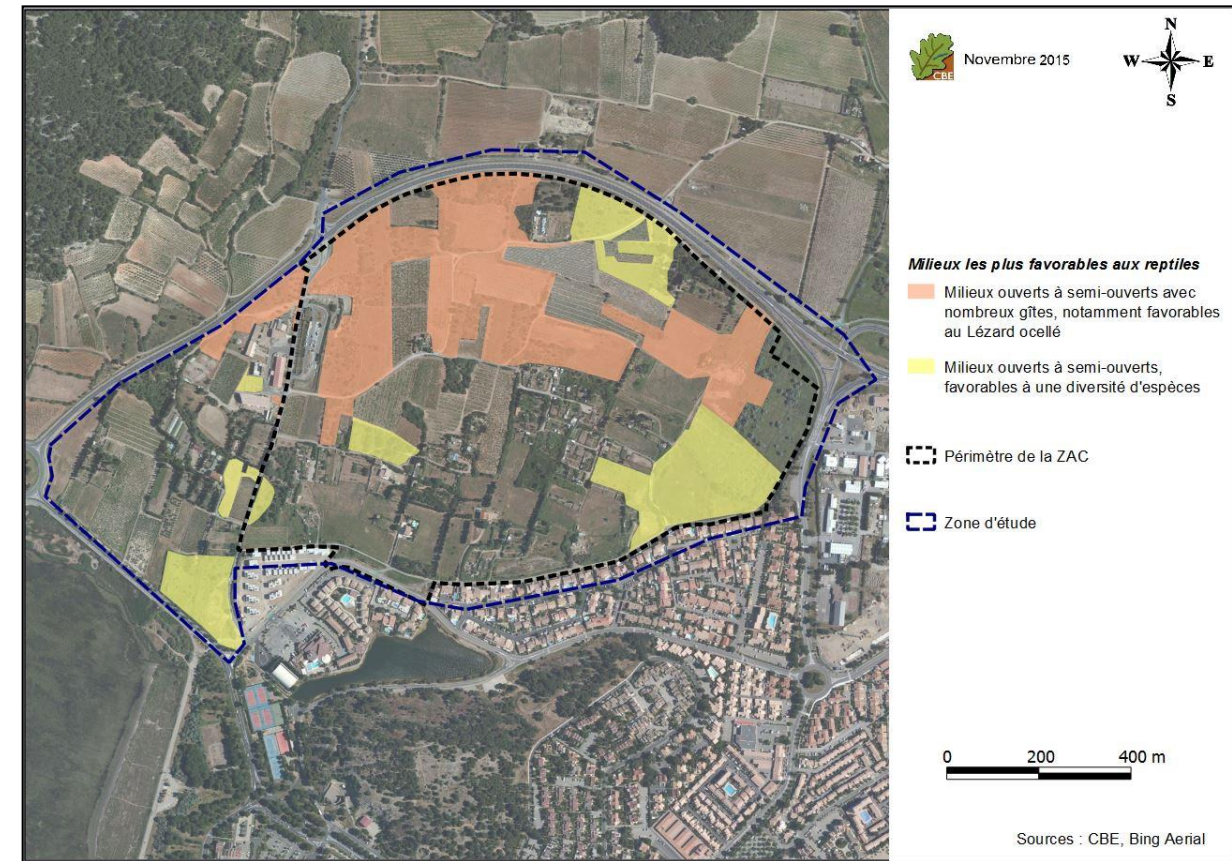 CBE
Novembre 2015
N
W E
S
Milieux les plus favorables aux reptiles
Milieux ouverts à semi-ouverts avec
nombreux gîtes, notamment favorables
au Lézard ocellé
Milieux ouverts à semi-ouverts,
favorables à une diversité d'espèces
Périmètre de la ZAC
Zone d'étude
0 200 400 m
Sources : CBE, Bing Aerial